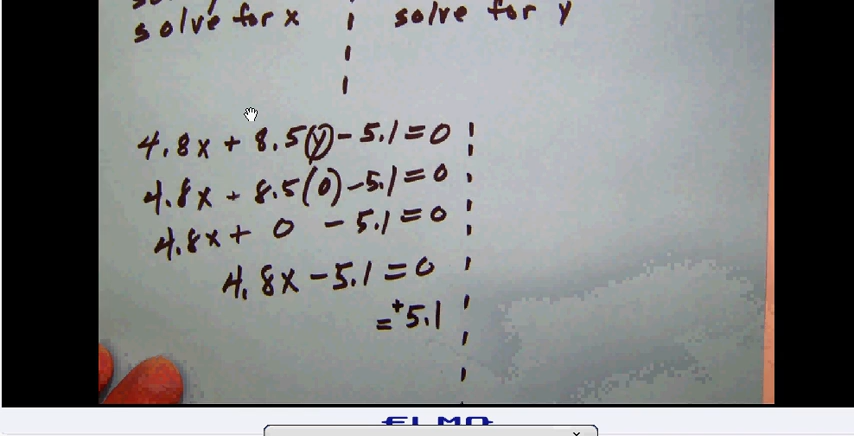 solve for x
solve for y
4.8x + 8.5(y) - 5.1 = 0
4.8x + 8.5(0) - 5.1 = 0
4.8x + 0 - 5.1 = 0
4.8x - 5.1 = 0
= +5.1
ELMO